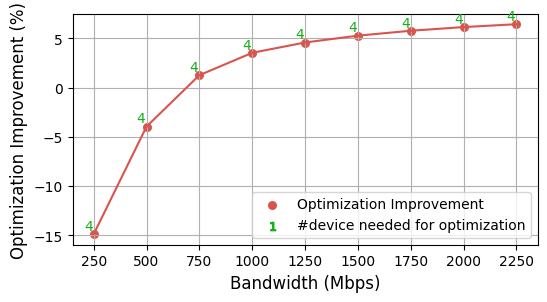 Optimization Improvement (%)
5
0
−5
−10
−15
4
4
4
4
4
4
4
4
4
Optimization Improvement
1 #device needed for optimization
250 500 750 1000 1250 1500 1750 2000 2250
Bandwidth (Mbps)